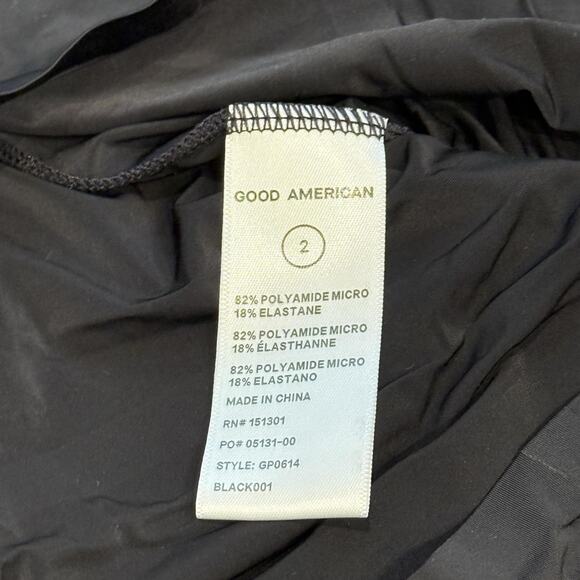 GOOD AMERICAN
2
82% POLYAMIDE MICRO
18% ELASTANE
82% POLYAMIDE MICRO
18% ÉLASTHANNE
82% POLYAMIDE MICRO
18% ELASTANO
MADE IN CHINA
RN# 151301
PO# 05131-00
STYLE: GP0614
BLACK001